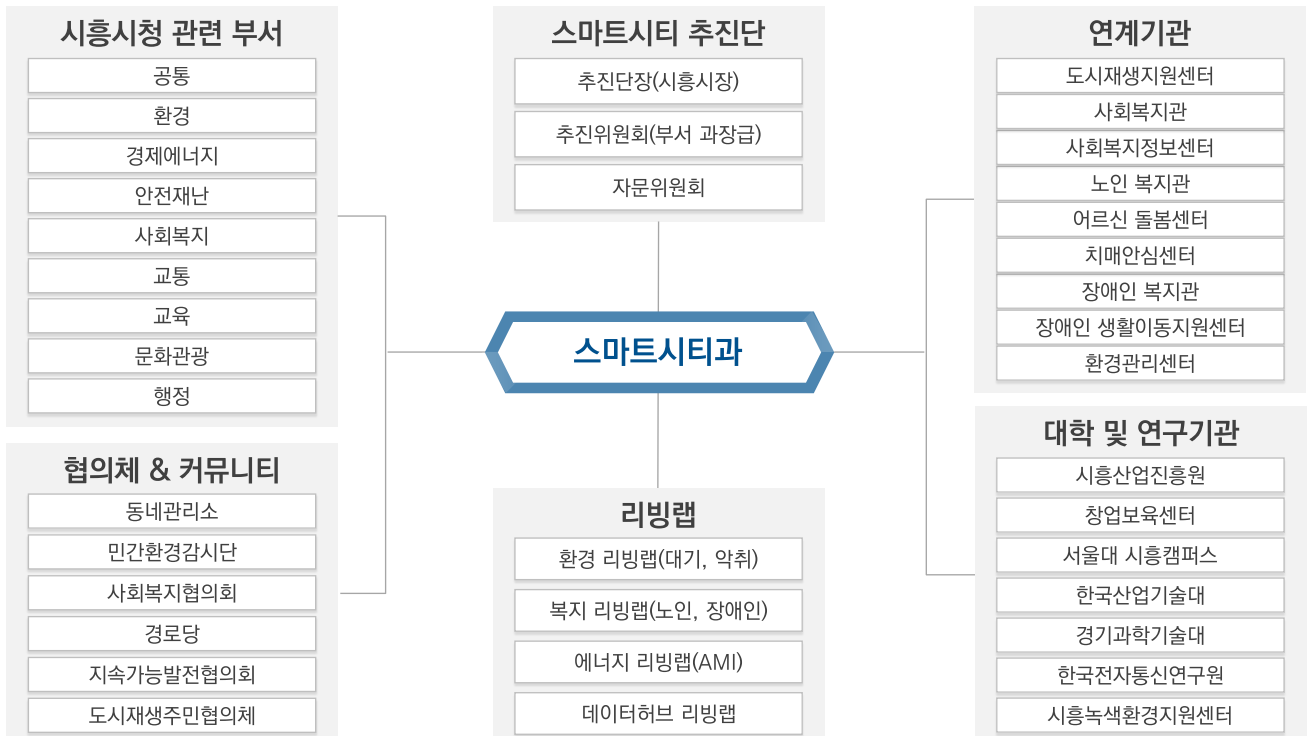 시흥시청 관련 부서
공통
환경
경제에너지
안전재난
사회복지
교통
교육
문화관광
행정
협의체 & 커뮤니티
동네관리소
민간환경감시단
사회복지협의회
경로당
지속가능발전협의회
도시재생주민협의체
스마트시티 추진단
추진단장(시흥시장)
추진위원회(부서 과장급)
자문위원회
스마트시티과
리빙랩
환경 리빙랩(대기, 악취)
복지 리빙랩(노인, 장애인)
에너지 리빙랩(AMI)
데이터허브 리빙랩
연계기관
도시재생지원센터
사회복지관
사회복지정보센터
노인 복지관
어르신 돌봄센터
치매안심센터
장애인 복지관
장애인 생활이동지원센터
환경관리센터
대학 및 연구기관
시흥산업진흥원
창업보육센터
서울대 시흥캠퍼스
한국산업기술대
경기과학기술대
한국전자통신연구원
시흥녹색환경지원센터